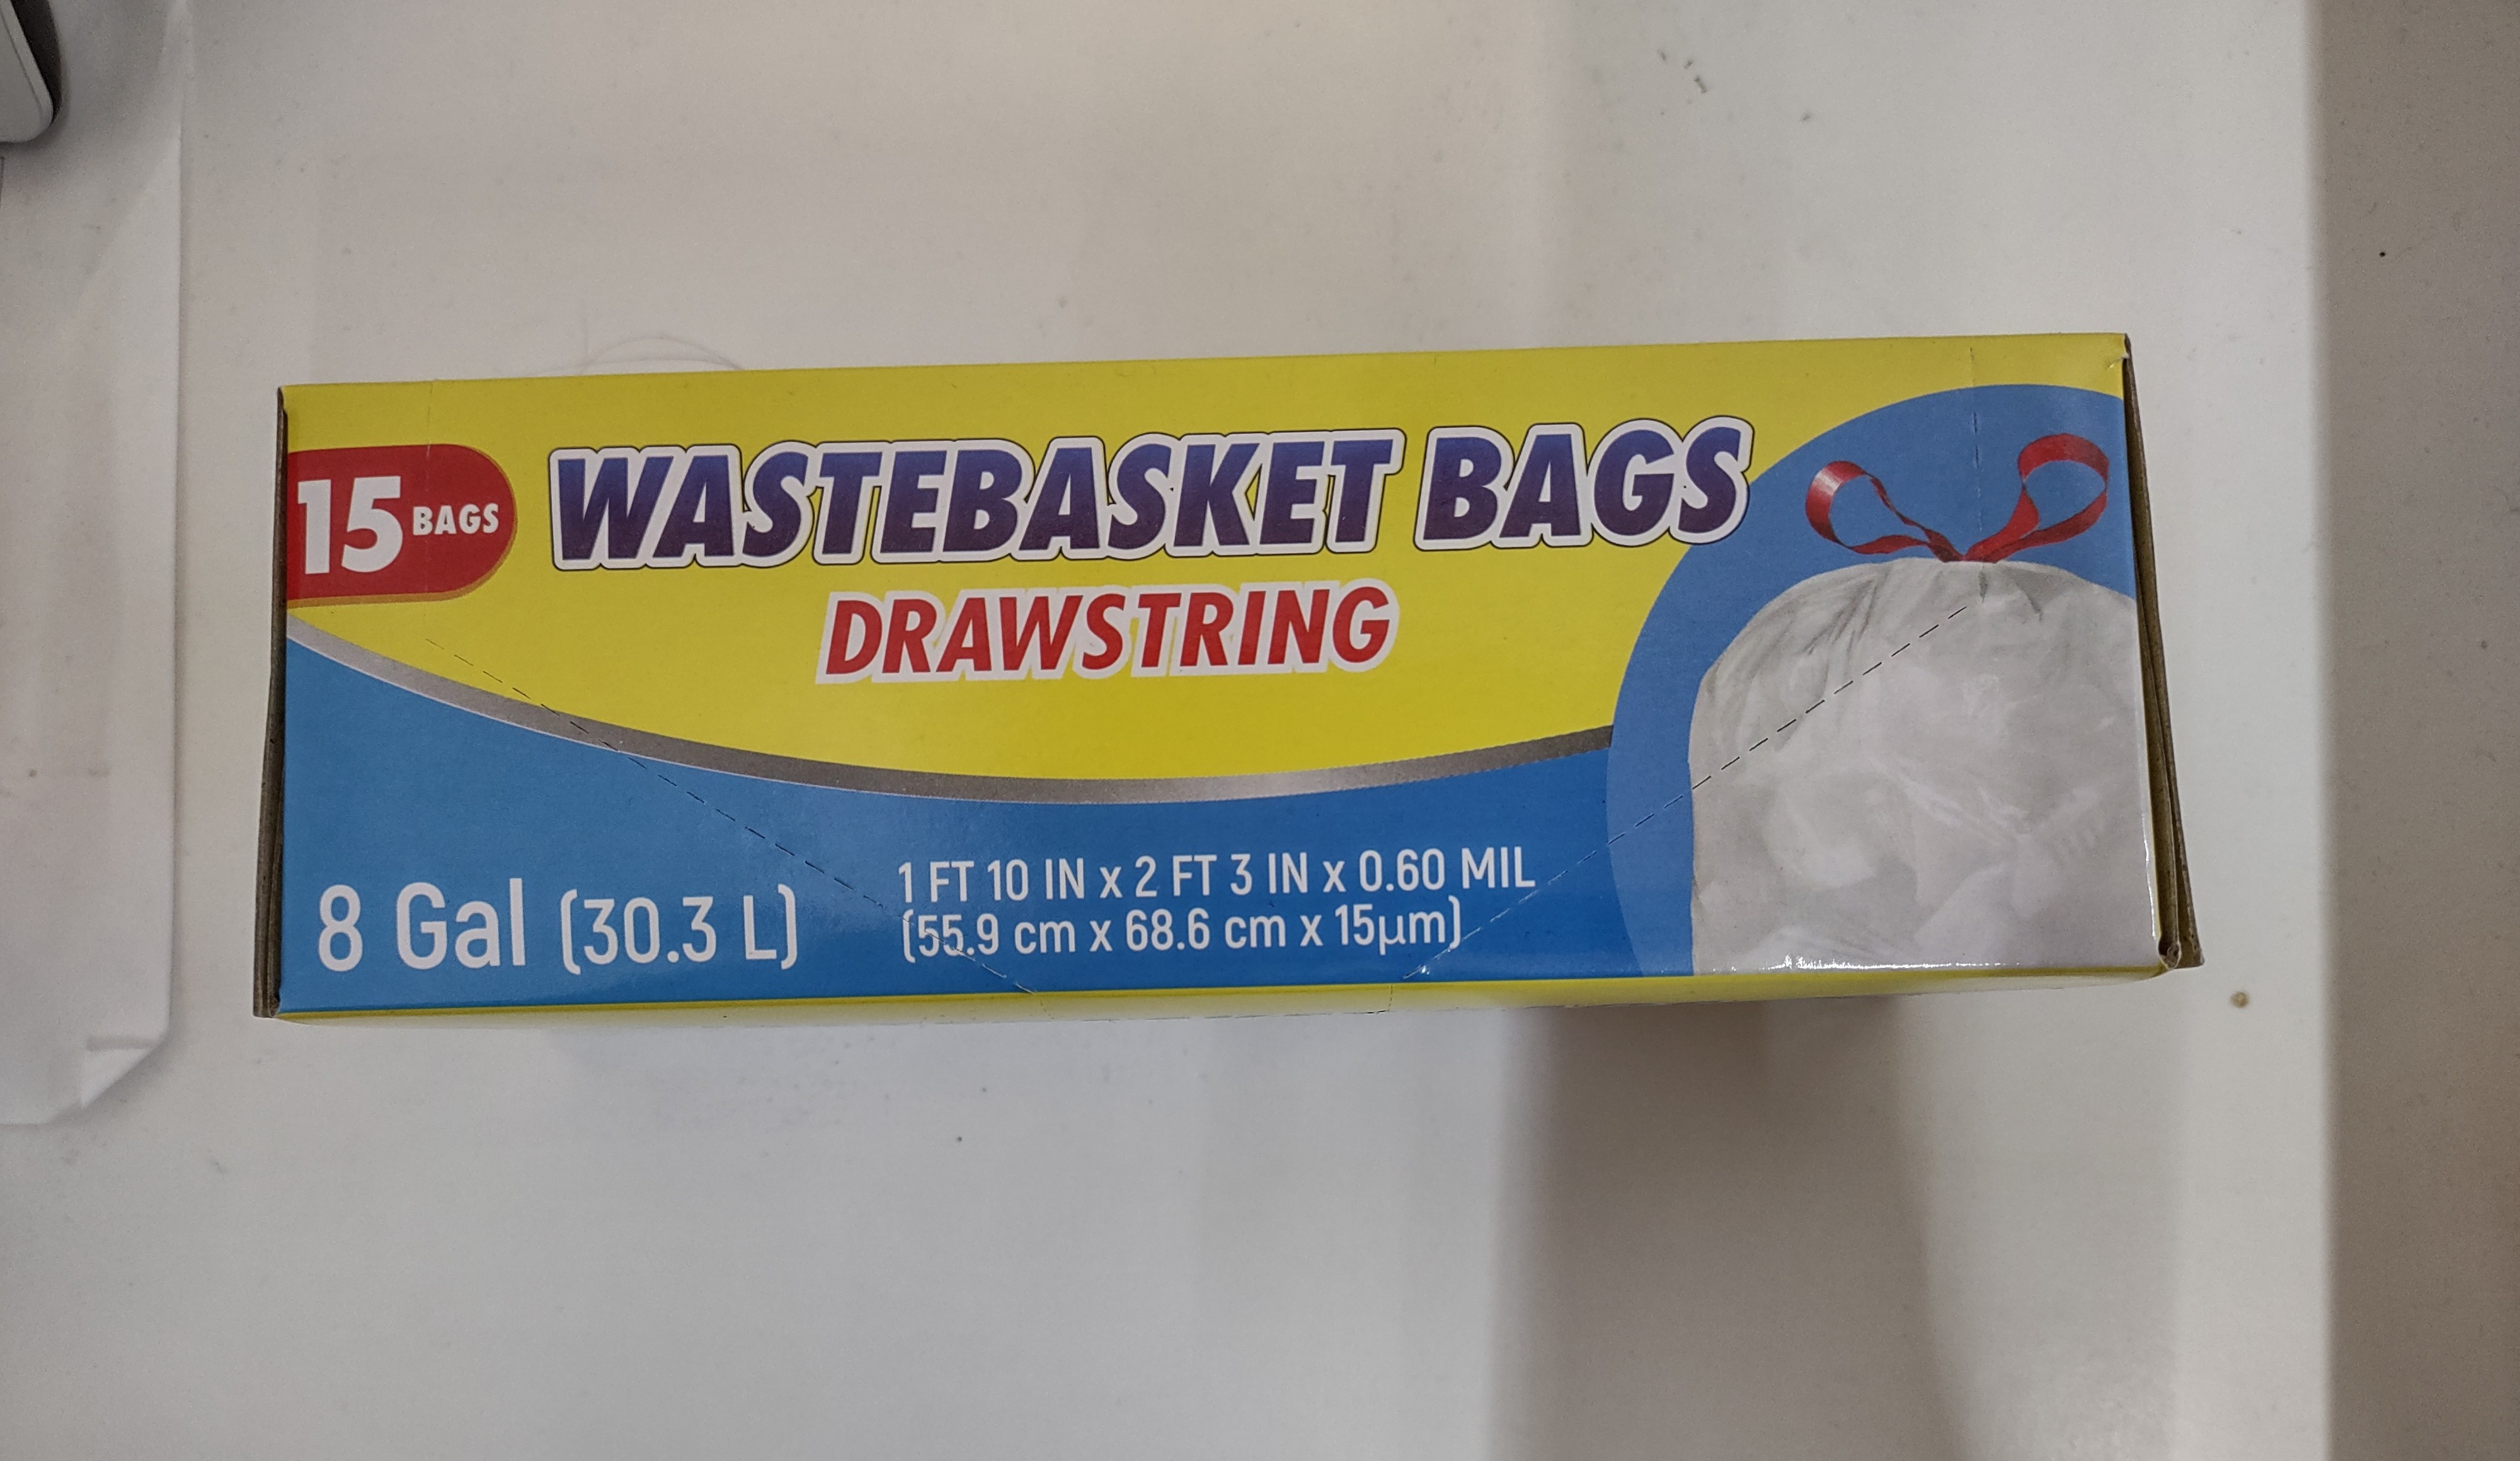 15 BAGS
WASTEBASKET BAGS
DRAWSTRING
8 Gal (30.3 L)
1 FT 10 IN x 2 FT 3 IN x 0.60 MIL
(55.9 cm x 68.6 cm x 15µm)